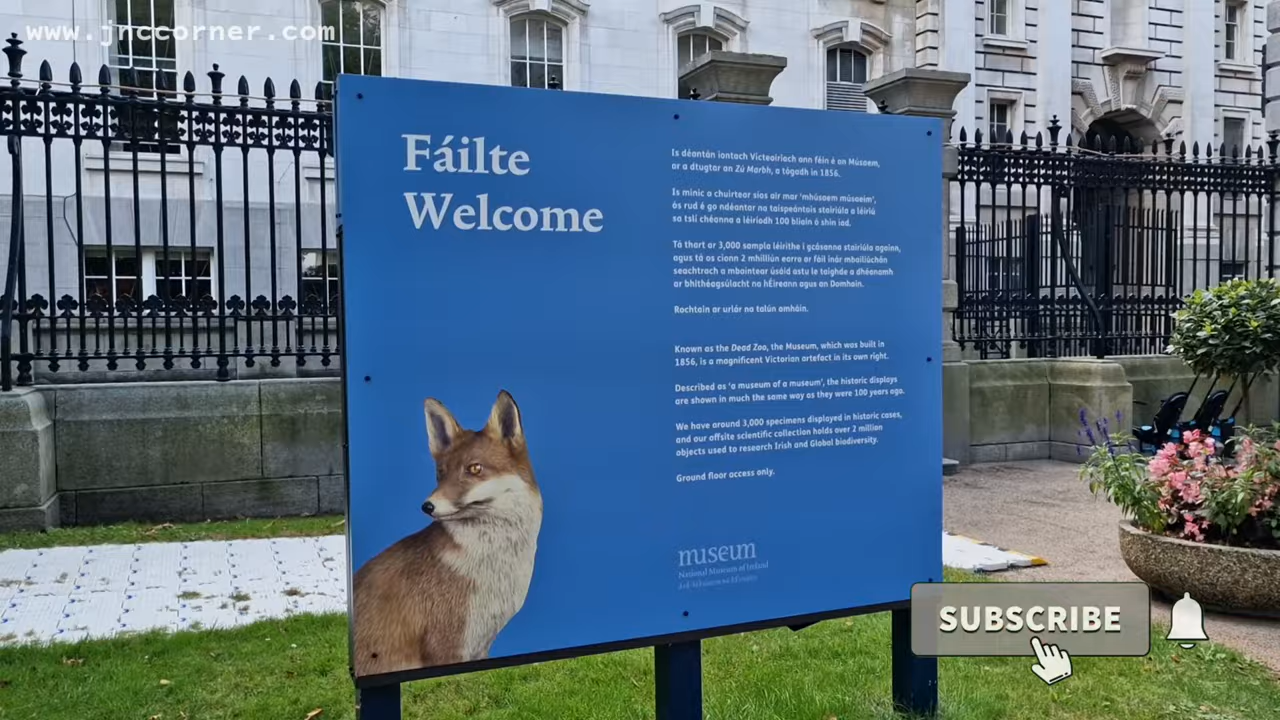 www.jnccorner.com
Fáilte
Welcome
Is déantán iontach Victeoiriach ann féin é an Músaem,
ar a dtugtar an Zú Marbh, a tógadh in 1856.
Is minic a chuirtear síos air mar 'mhúsaem músaeim',
ós rud é go ndéantar na taispeántais stairiúla a léiriú
sa tslí chéanna a léiríodh 100 bliain ó shin iad.
Tá thart ar 3,000 sampla léirithe i gcásanna stairiúla againn,
agus tá os cionn 2 mhilliún earra ar fáil inár mbailiúchán
seachtrach a mbaintear úsáid astu le taighde a dhéanamh
ar bhithéagsúlacht na hÉireann agus an Domhain.
Rochtain ar urlár na talún amháin.
Known as the Dead Zoo, the Museum, which was built in
1856, is a magnificent Victorian artefact in its own right.
Described as 'a museum of a museum', the historic displays
are shown in much the same way as they were 100 years ago.
We have around 3,000 specimens displayed in historic cases,
and our offsite scientific collection holds over 2 million
objects used to research Irish and Global biodiversity.
Ground floor access only.
museum
National Museum of Ireland
Ard-Mhúsaem na hÉireann
SUBSCRIBE